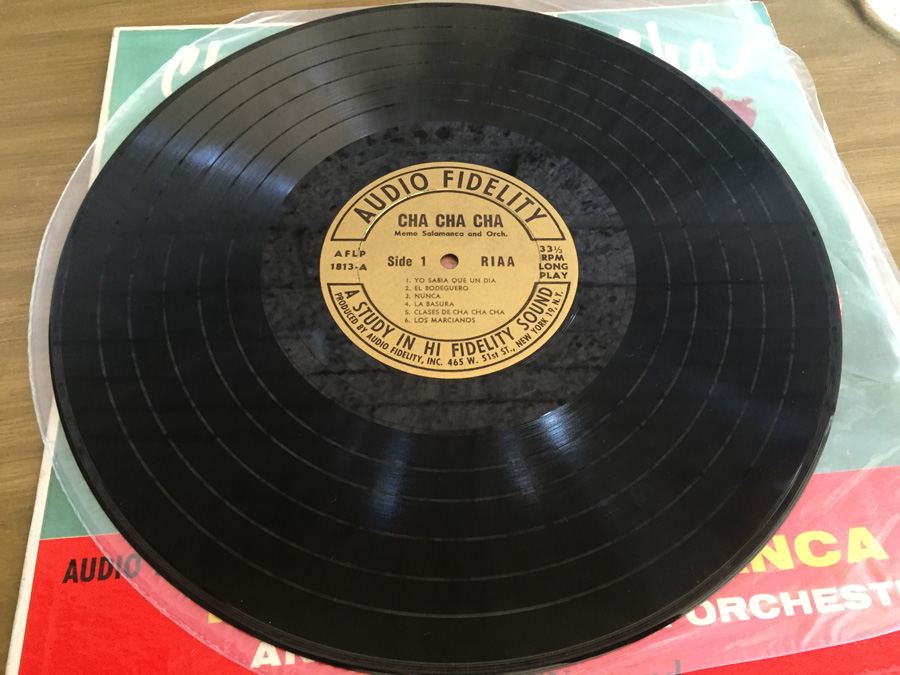 Cha
AUDIO FIDELITY
CHA CHA CHA
Memo Salamanca and Orch.
AFLP
1813-A
Side 1
RIAA
33⅓
RPM
LONG
PLAY
1. YO SABIA QUE UN DIA
2. EL BODEGUERO
3. NUNCA
4. LA BASURA
5. CLASES DE CHA CHA CHA
6. LOS MARCIANOS
A STUDY IN HI FIDELITY SOUND
PRODUCED BY AUDIO FIDELITY, INC. 465 W. 51st ST., NEW YORK 19, N.Y.
AUDIO
ANCA
ORCHEST